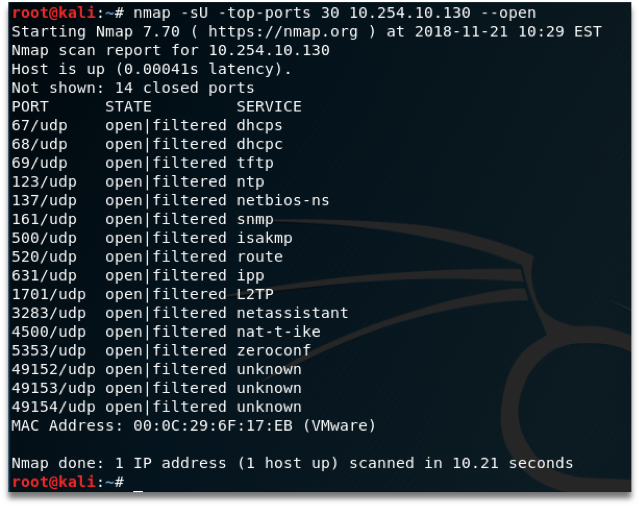 root@kali:~# nmap -sU -top-ports 30 10.254.10.130 --open
Starting Nmap 7.70 ( https://nmap.org ) at 2018-11-21 10:29 EST
Nmap scan report for 10.254.10.130
Host is up (0.00041s latency).
Not shown: 14 closed ports
PORT      STATE         SERVICE
67/udp    open|filtered dhcps
68/udp    open|filtered dhcpc
69/udp    open|filtered tftp
123/udp   open|filtered ntp
137/udp   open|filtered netbios-ns
161/udp   open|filtered snmp
500/udp   open|filtered isakmp
520/udp   open|filtered route
631/udp   open|filtered ipp
1701/udp  open|filtered L2TP
3283/udp  open|filtered netassistant
4500/udp  open|filtered nat-t-ike
5353/udp  open|filtered zeroconf
49152/udp open|filtered unknown
49153/udp open|filtered unknown
49154/udp open|filtered unknown
MAC Address: 00:0C:29:6F:17:EB (VMware)
Nmap done: 1 IP address (1 host up) scanned in 10.21 seconds
root@kali:~#